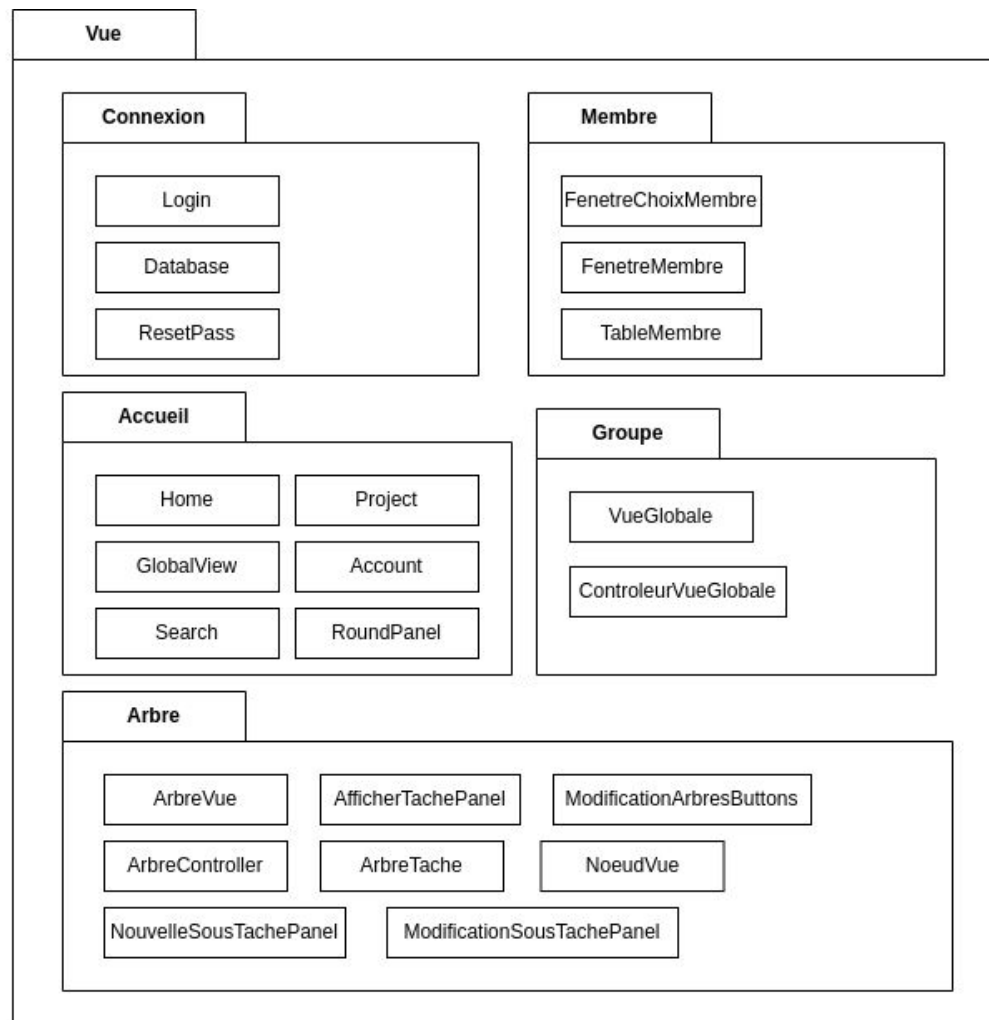 Vue
Connexion
Login
Database
ResetPass
Membre
FenetreChoixMembre
FenetreMembre
TableMembre
Accueil
Home
Project
GlobalView
Account
Search
RoundPanel
Groupe
VueGlobale
ControleurVueGlobale
Arbre
ArbreVue
AfficherTachePanel
ModificationArbresButtons
ArbreController
ArbreTache
NoeudVue
NouvelleSousTachePanel
ModificationSousTachePanel